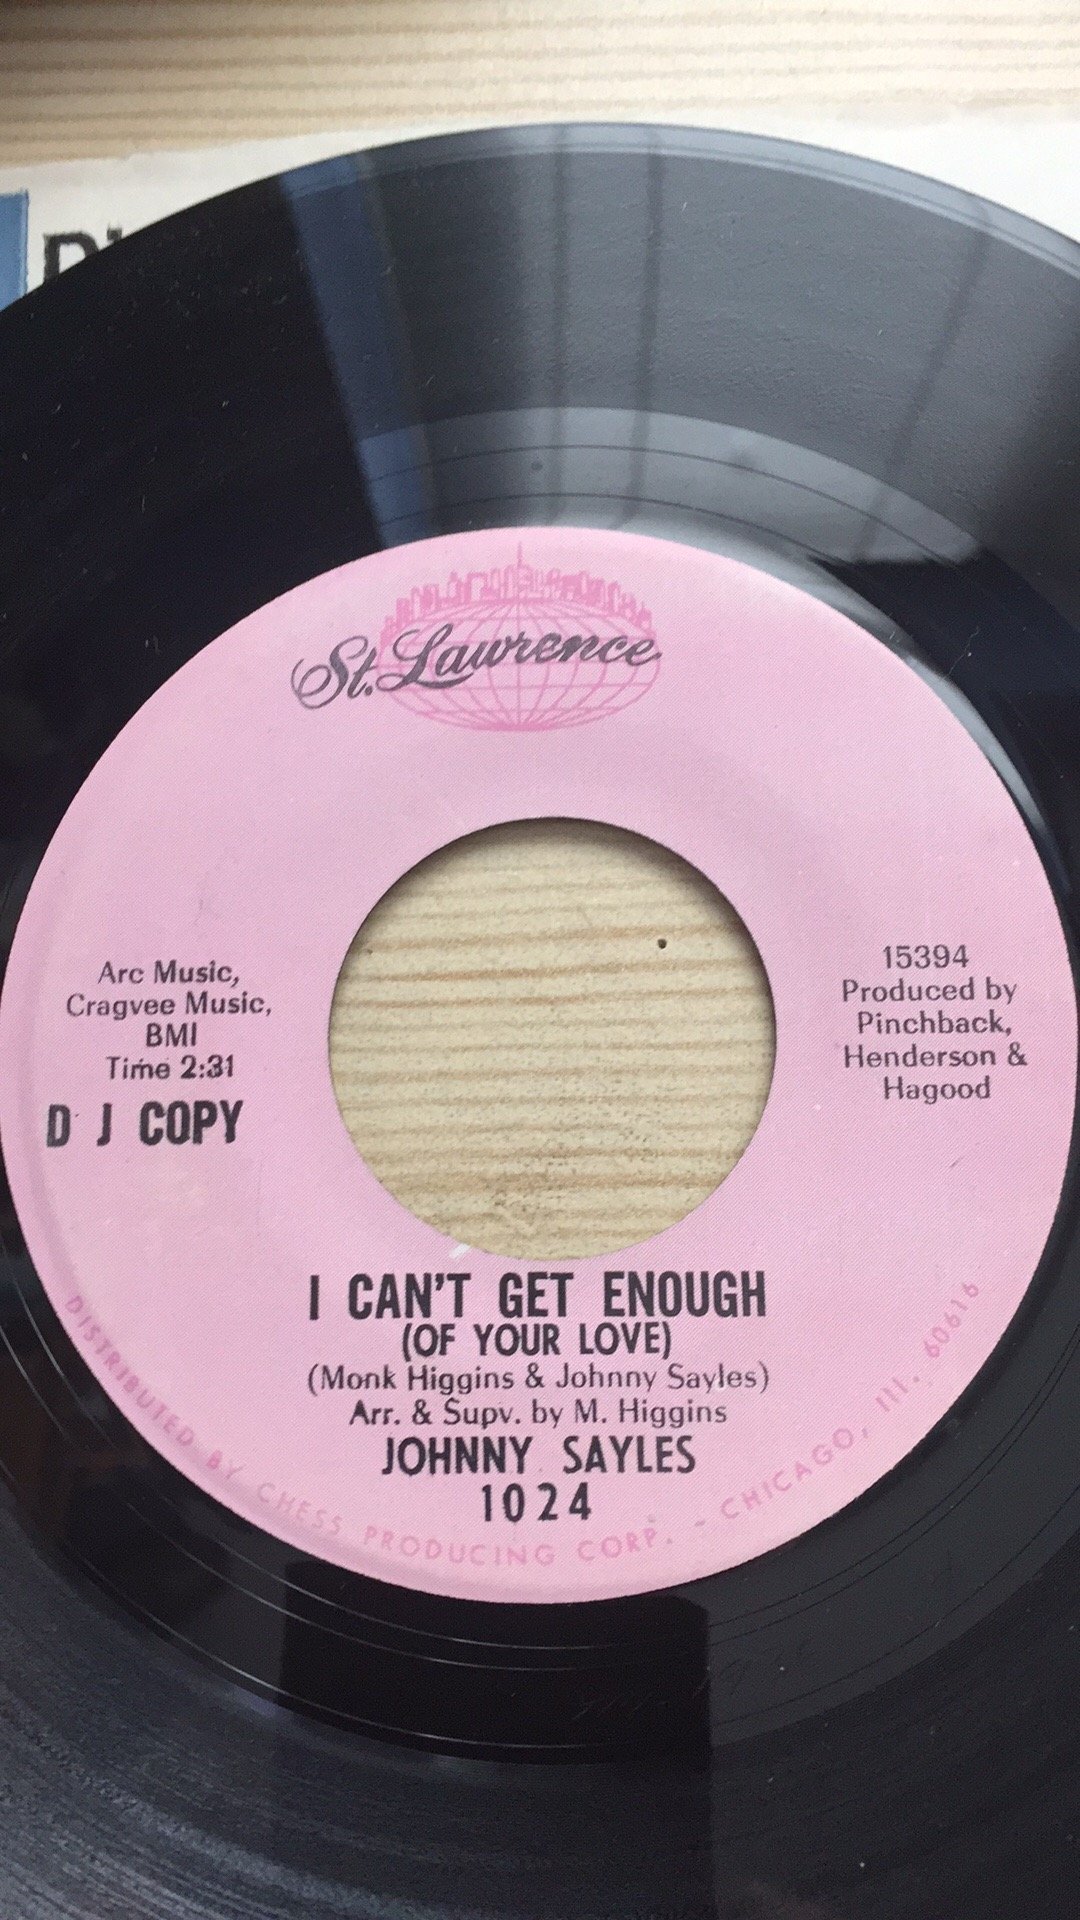 St. Lawrence
Arc Music,
Cragvee Music,
BMI
Time 2:31
D J COPY
15394
Produced by
Pinchback,
Henderson &
Hagood
I CAN'T GET ENOUGH
(OF YOUR LOVE)
(Monk Higgins & Johnny Sayles)
Arr. & Supv. by M. Higgins
JOHNNY SAYLES
1024
DISTRIBUTED BY CHESS PRODUCING CORP. - CHICAGO, Ill. 60616